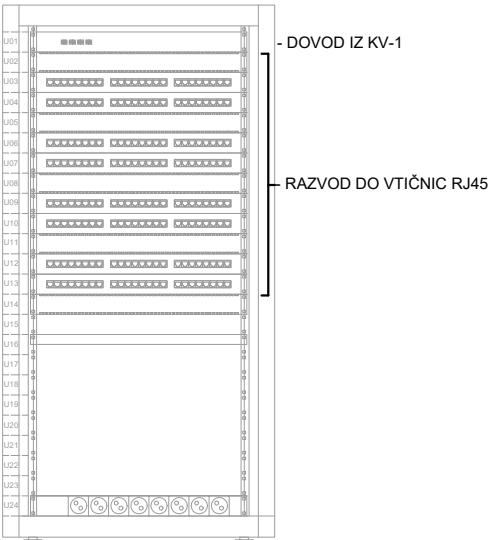 U01
- DOVOD IZ KV-1
U02
U03
U04
U05
U06
U07
U08
- RAZVOD DO VTIČNIC RJ45
U09
U10
U11
U12
U13
U14
U15
U16
U17
U18
U19
U20
U21
U22
U23
U24